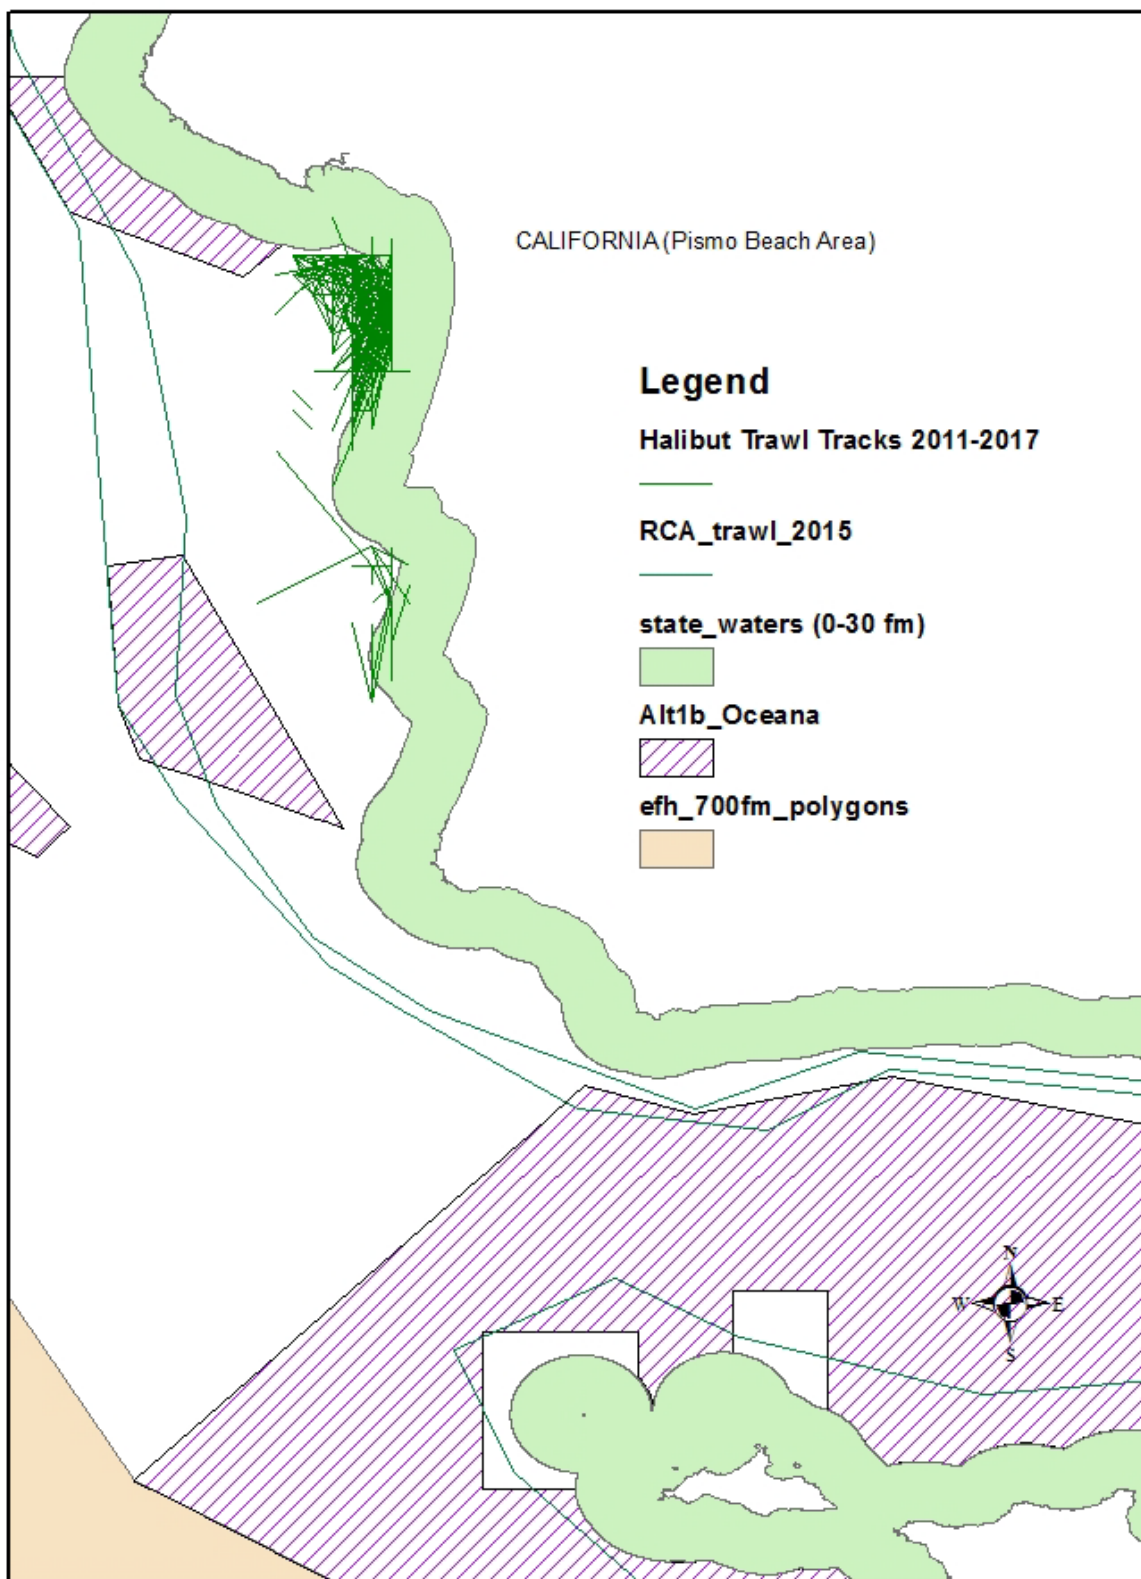 CALIFORNIA (Pismo Beach Area)
Legend
Halibut Trawl Tracks 2011-2017
RCA_trawl_2015
state_waters (0-30 fm)
Alt1b_Oceana
efh_700fm_polygons
N
W E
S